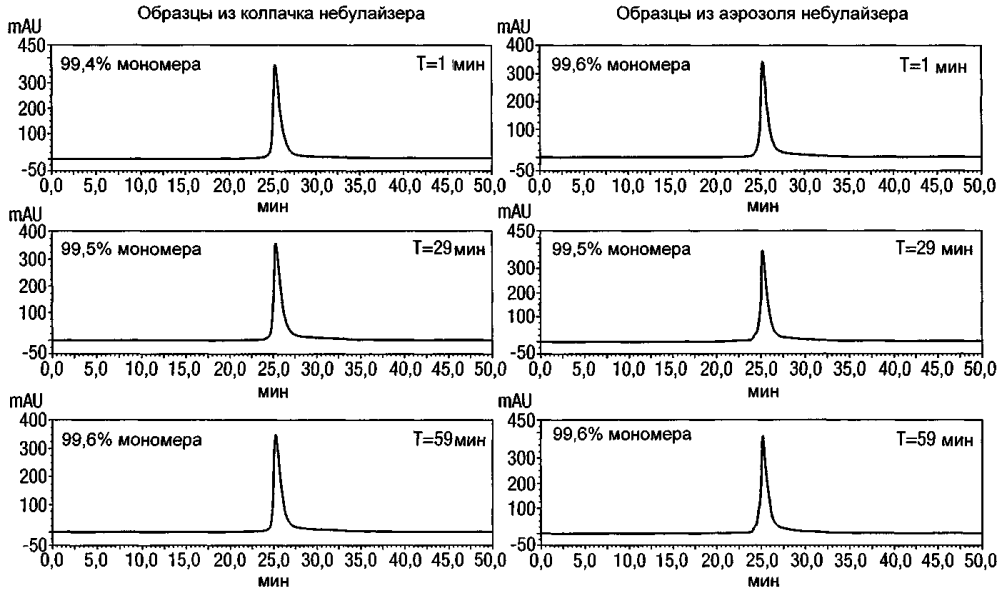 Образцы из колпачка небулайзера
mAU
450
300
200
100
-50
99,4% мономера
T=1 мин
0,0 5,0 10,0 15,0 20,0 25,0 30,0 35,0 40,0 45,0 50,0
мин
Образцы из аэрозоля небулайзера
mAU
400
300
200
100
-50
99,6% мономера
T=1 мин
0,0 5,0 10,0 15,0 20,0 25,0 30,0 35,0 40,0 45,0 50,0
мин
mAU
400
300
200
100
-50
99,5% мономера
T=29 мин
0,0 5,0 10,0 15,0 20,0 25,0 30,0 35,0 40,0 45,0 50,0
мин
mAU
450
300
200
100
-50
99,5% мономера
T=29 мин
0,0 5,0 10,0 15,0 20,0 25,0 30,0 35,0 40,0 45,0 50,0
мин
mAU
400
300
200
100
-50
99,6% мономера
T=59 мин
0,0 5,0 10,0 15,0 20,0 25,0 30,0 35,0 40,0 45,0 50,0
мин
mAU
450
300
200
100
-50
99,6% мономера
T=59 мин
0,0 5,0 10,0 15,0 20,0 25,0 30,0 35,0 40,0 45,0 50,0
мин